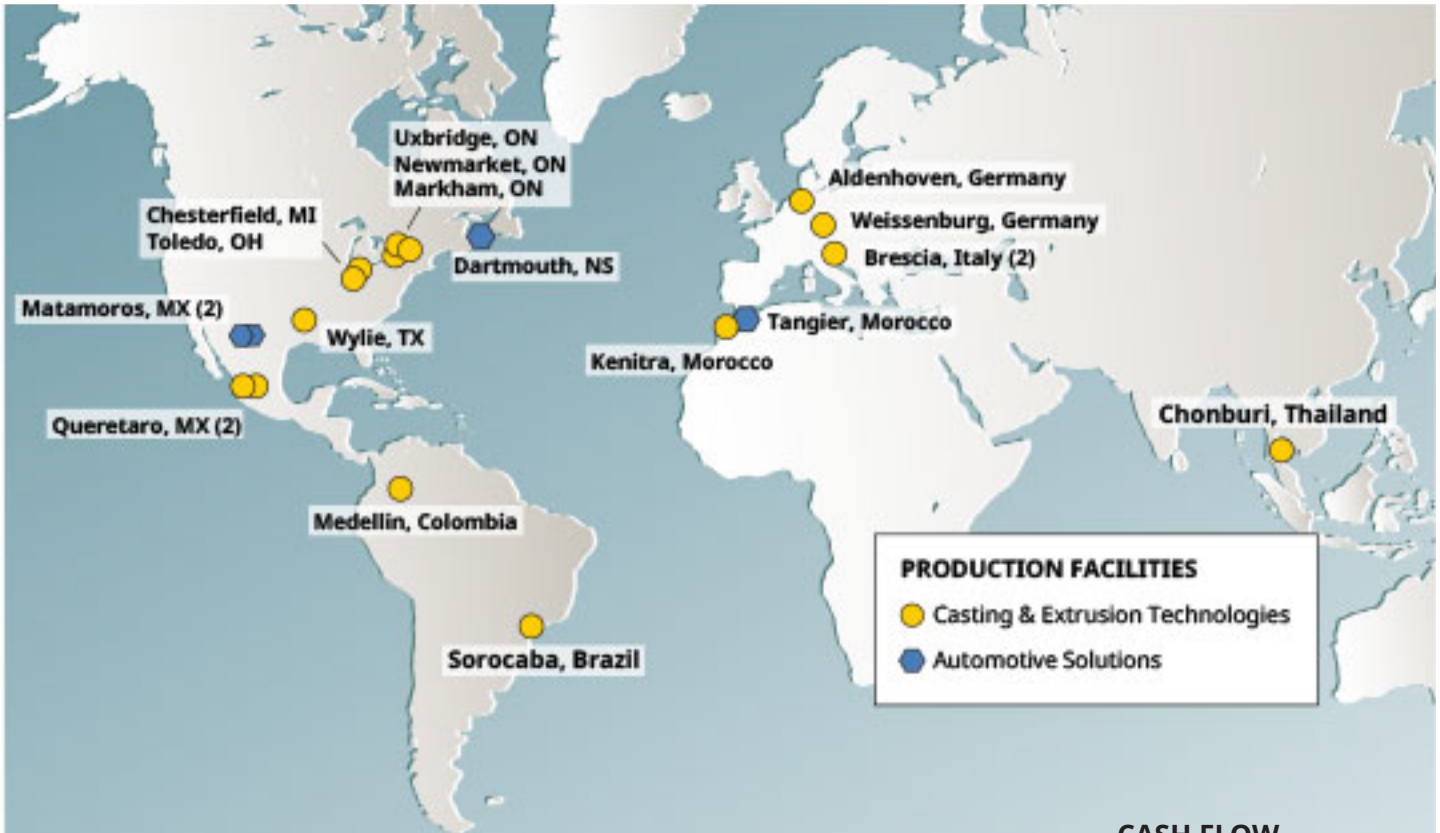 Uxbridge, ON
Newmarket, ON
Markham, ON
Chesterfield, MI
Toledo, OH
Dartmouth, NS
Matamoros, MX (2)
Wylie, TX
Queretaro, MX (2)
Medellin, Colombia
Sorocaba, Brazil
Aldenhoven, Germany
Weissenburg, Germany
Brescia, Italy (2)
Tangier, Morocco
Kenitra, Morocco
Chonburi, Thailand
PRODUCTION FACILITIES
Casting & Extrusion Technologies
Automotive Solutions
CASH FLOW